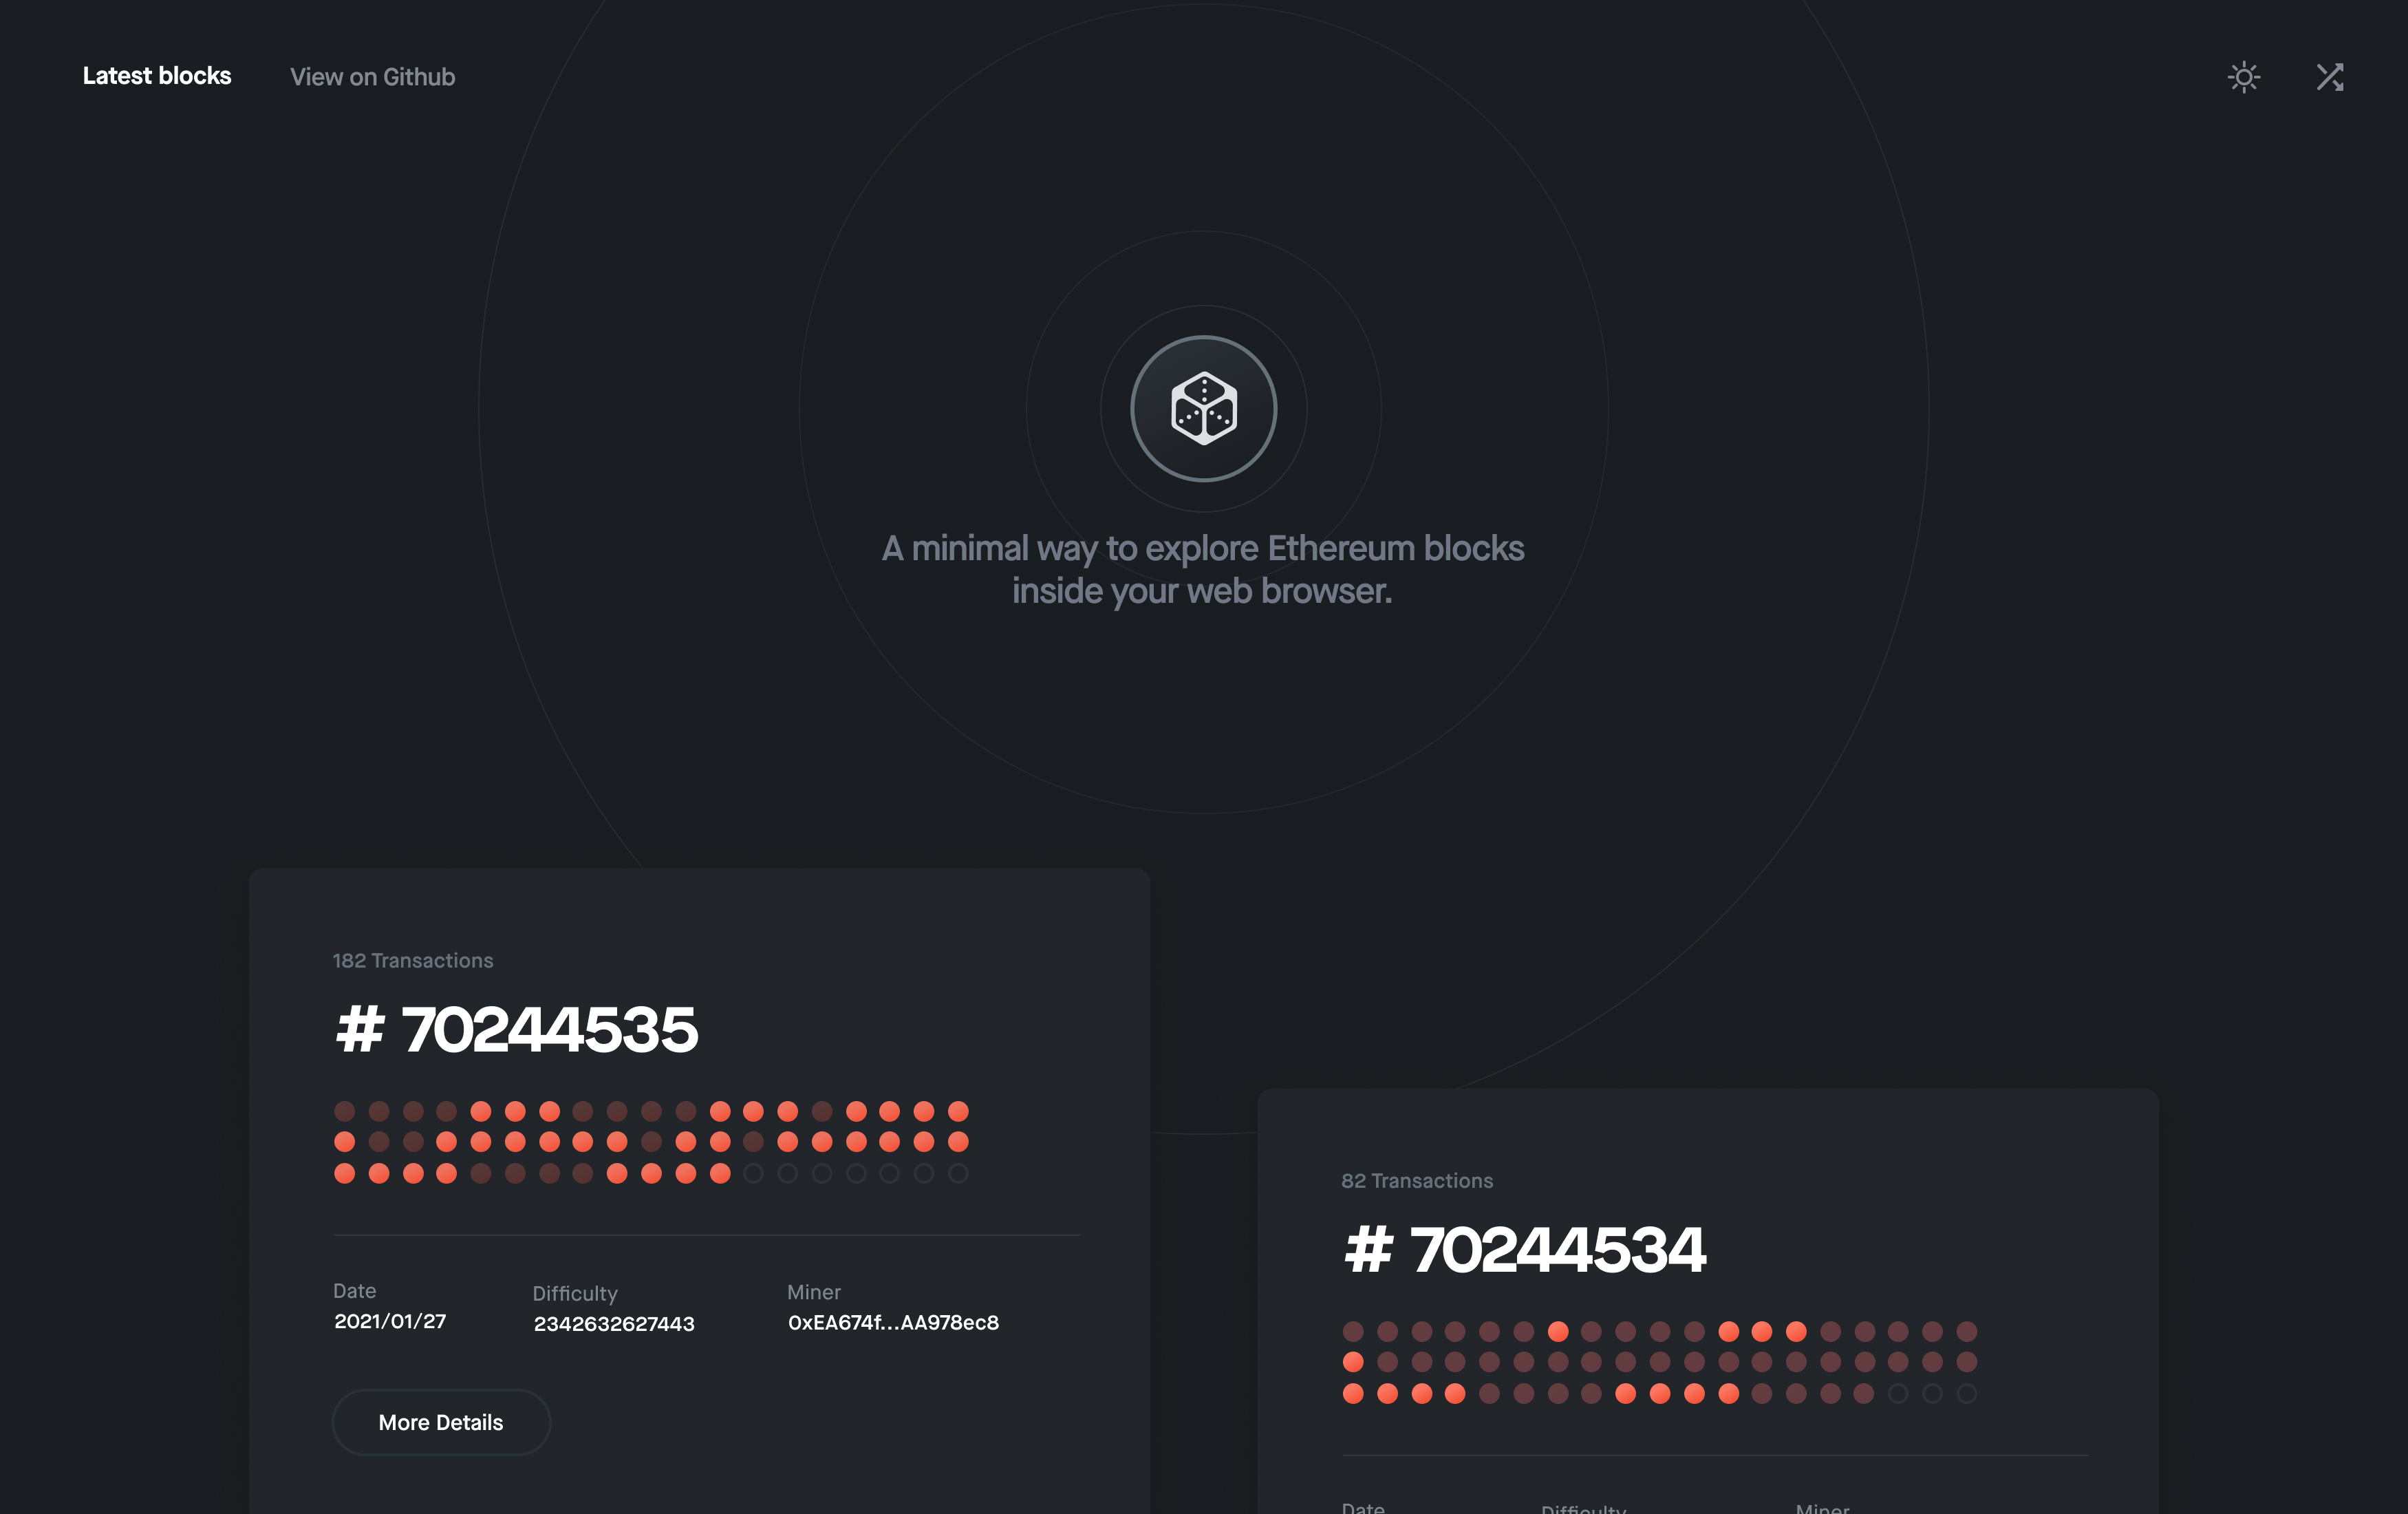 Latest blocks
View on Github
A minimal way to explore Ethereum blocks
inside your web browser.
182 Transactions
# 70244535
Date
Difficulty
Miner
2021/01/27
2342632627443
0xEA674f...AA978ec8
More Details
82 Transactions
# 70244534
Date
Difficulty
Miner